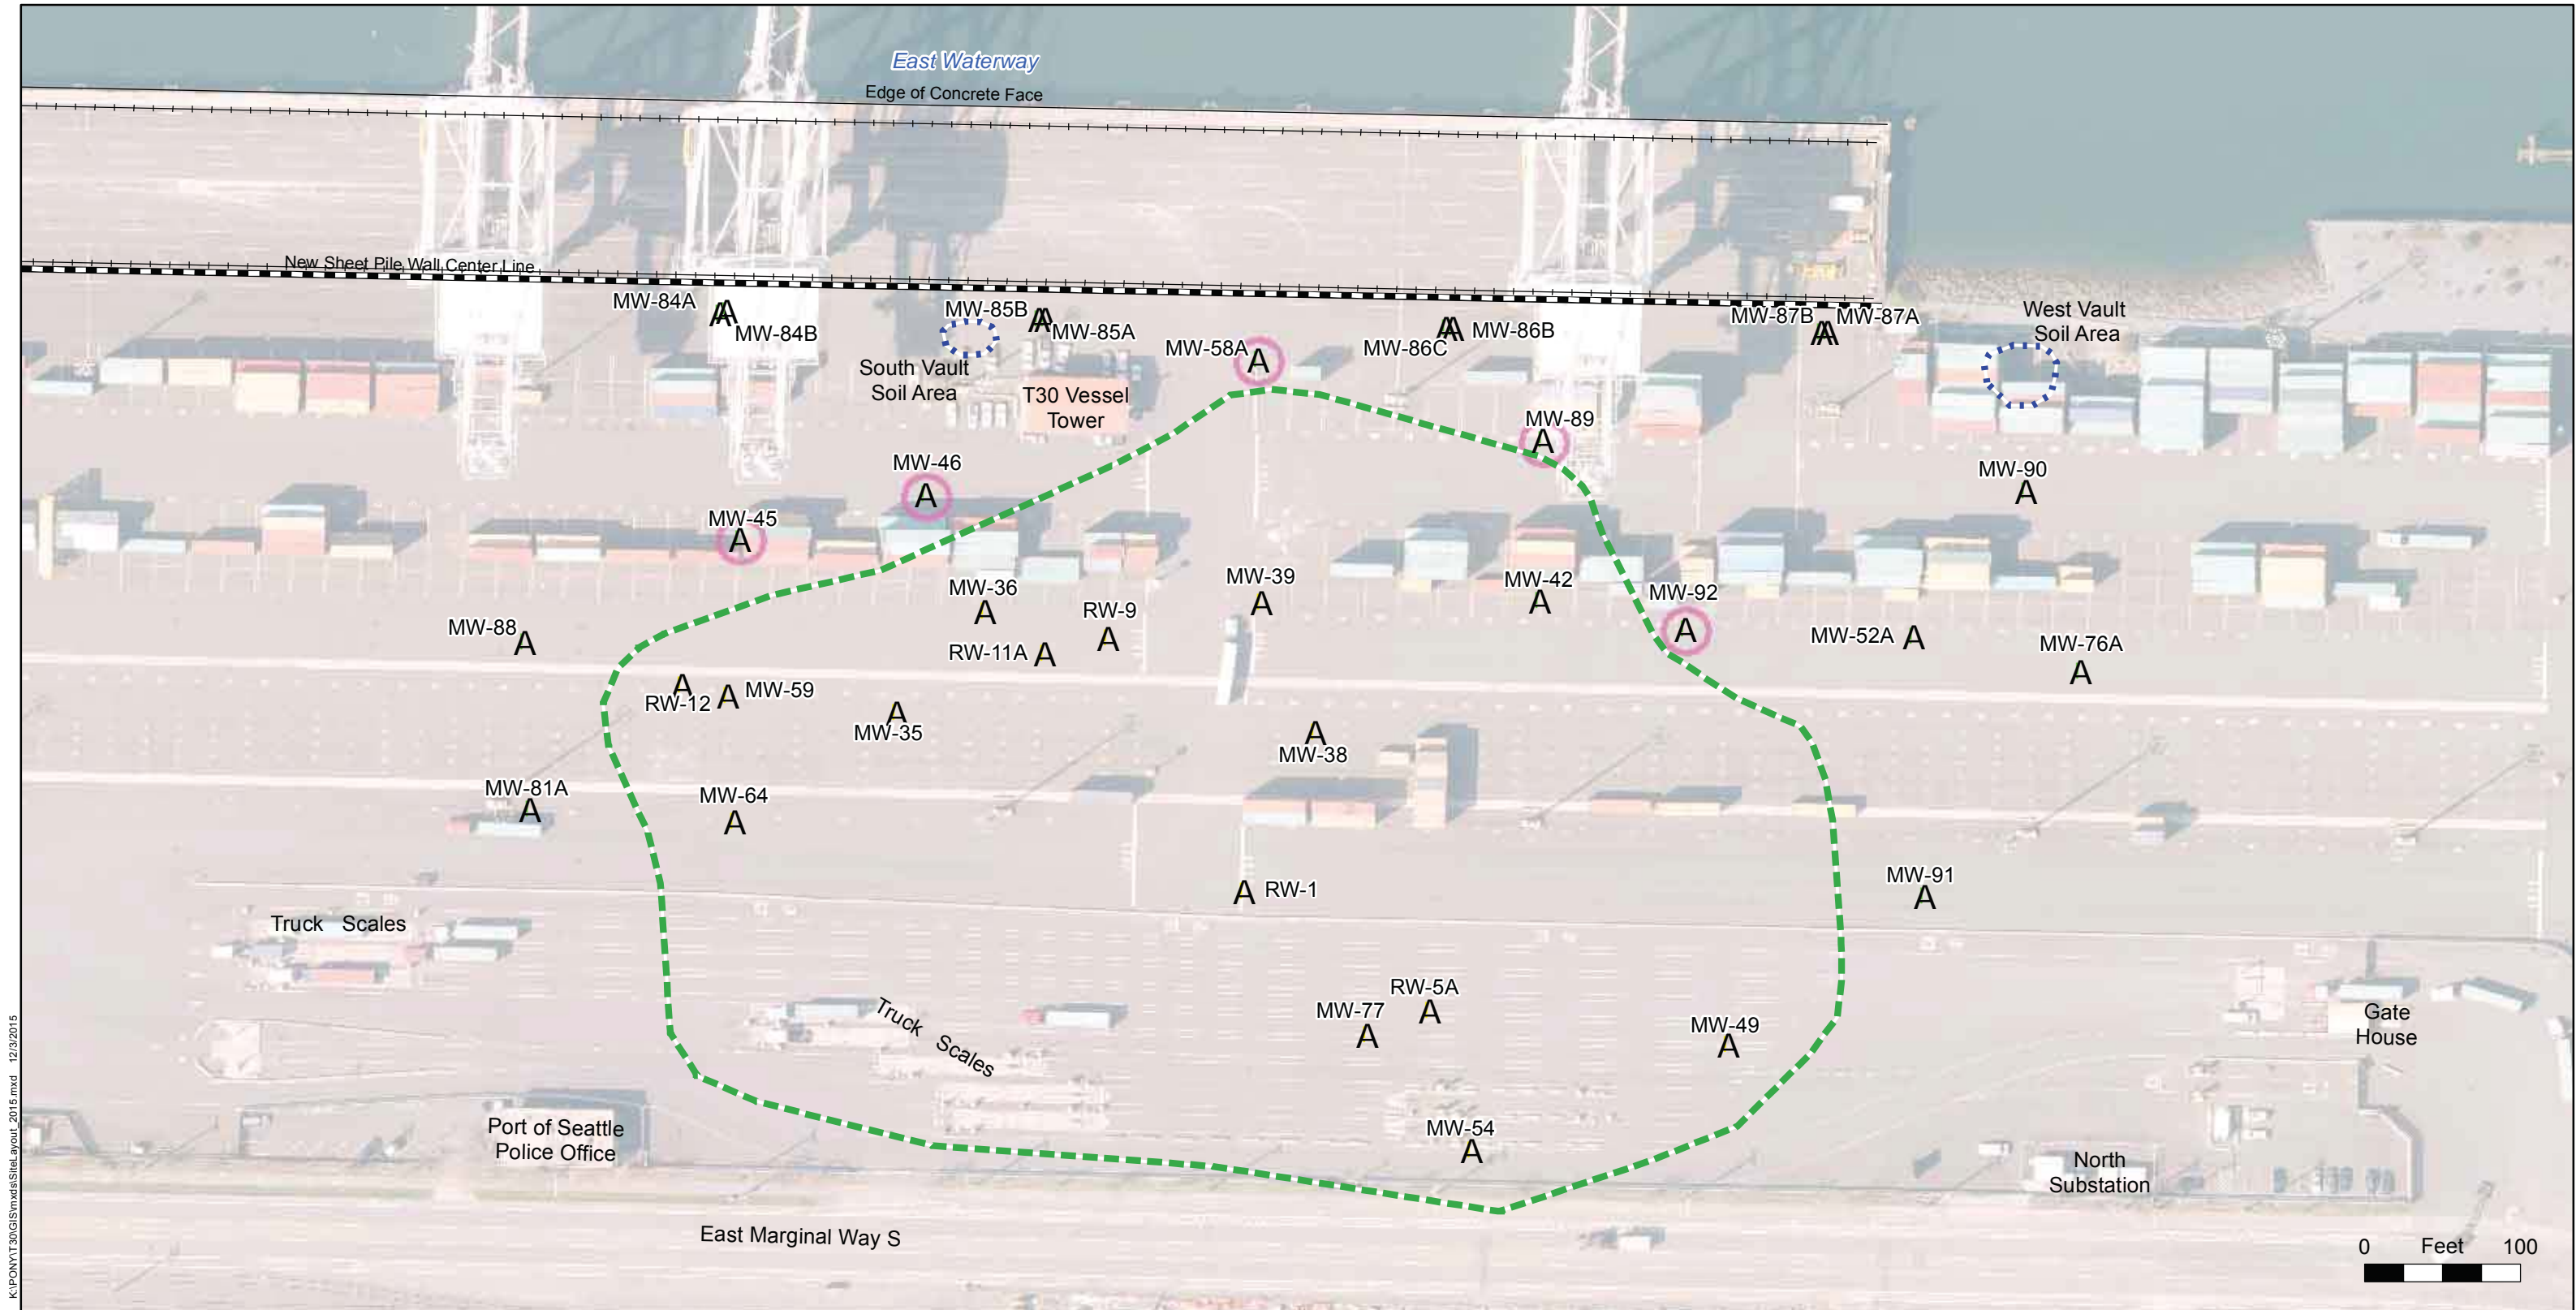 East Waterway
Edge of Concrete Face
New Sheet Pile Wall Center Line
MW-84A
A
A
MW-84B
MW-85B
A
A
MW-85A
South Vault
Soil Area
T30 Vessel
Tower
MW-58A
A
MW-86C
A
A
MW-86B
MW-87B
A
A
MW-87A
West Vault
Soil Area
MW-89
A
MW-46
A
MW-90
A
MW-45
A
MW-36
A
MW-39
A
MW-42
A
MW-92
A
RW-9
A
MW-88
A
RW-11A
A
MW-52A
A
MW-76A
A
A
RW-12
A
MW-59
A
MW-35
A
MW-38
MW-81A
A
MW-64
A
A
RW-1
MW-91
A
Truck Scales
Truck Scales
RW-5A
A
MW-77
A
MW-49
A
Gate
House
Port of Seattle
Police Office
MW-54
A
North
Substation
East Marginal Way S
0 Feet 100
K:\PONY\T30\GIS\mxds\SiteLayout_2015.mxd 12/3/2015